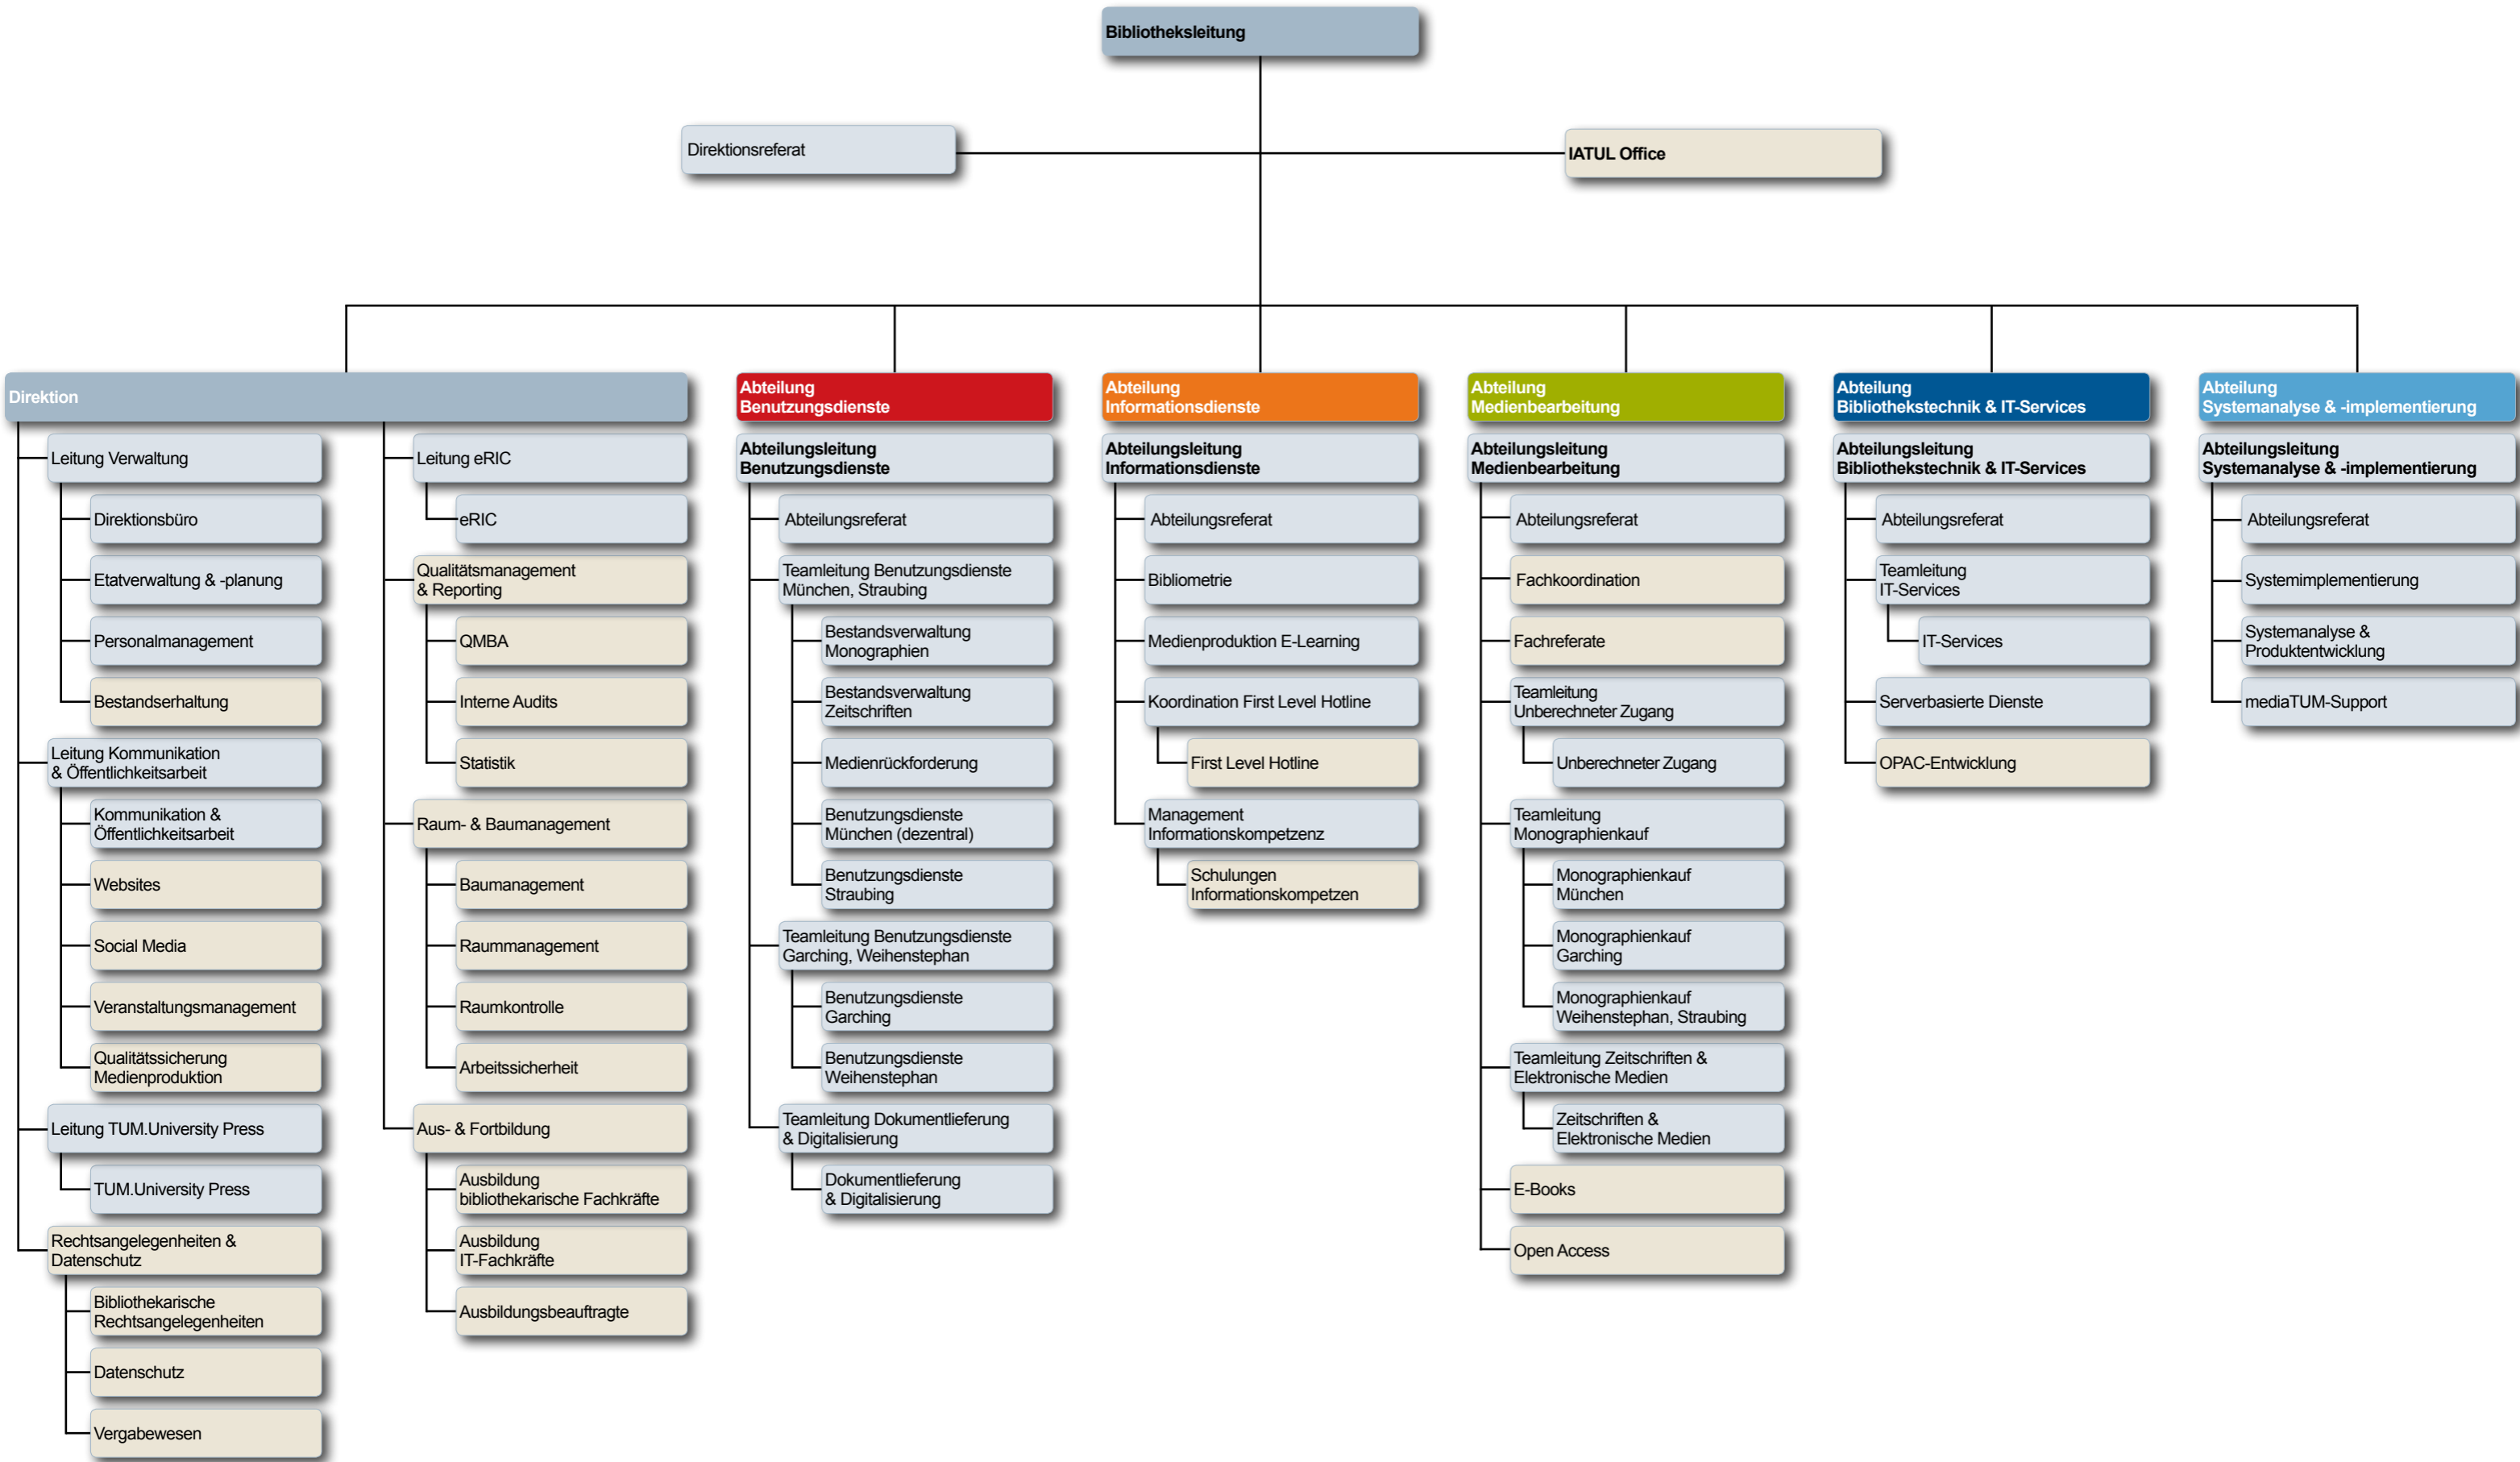 Bibliotheksleitung
Direktionsreferat
IATUL Office
Direktion
Leitung Verwaltung
Direktionsbüro
Etatverwaltung & -planung
Personalmanagement
Bestandserhaltung
Leitung Kommunikation
& Öffentlichkeitsarbeit
Kommunikation &
Öffentlichkeitsarbeit
Websites
Social Media
Veranstaltungsmanagement
Qualitätssicherung
Medienproduktion
Leitung TUM.University Press
TUM.University Press
Rechtsangelegenheiten &
Datenschutz
Bibliothekarische
Rechtsangelegenheiten
Datenschutz
Vergabewesen
Leitung eRIC
eRIC
Qualitätsmanagement
& Reporting
QMBA
Interne Audits
Statistik
Raum- & Baumanagement
Baumanagement
Raummanagement
Raumkontrolle
Arbeitssicherheit
Aus- & Fortbildung
Ausbildung
bibliothekarische Fachkräfte
Ausbildung
IT-Fachkräfte
Ausbildungsbeauftragte
Abteilung
Benutzungsdienste
Abteilungsleitung
Benutzungsdienste
Abteilungsreferat
Teamleitung Benutzungsdienste
München, Straubing
Bestandsverwaltung
Monographien
Bestandsverwaltung
Zeitschriften
Medienrückforderung
Benutzungsdienste
München (dezentral)
Benutzungsdienste
Straubing
Teamleitung Benutzungsdienste
Garching, Weihenstephan
Benutzungsdienste
Garching
Benutzungsdienste
Weihenstephan
Teamleitung Dokumentlieferung
& Digitalisierung
Dokumentlieferung
& Digitalisierung
Abteilung
Informationsdienste
Abteilungsleitung
Informationsdienste
Abteilungsreferat
Bibliometrie
Medienproduktion E-Learning
Koordination First Level Hotline
First Level Hotline
Management
Informationskompetzenz
Schulungen
Informationskompetzen
Abteilung
Medienbearbeitung
Abteilungsleitung
Medienbearbeitung
Abteilungsreferat
Fachkoordination
Fachreferate
Teamleitung
Unberechneter Zugang
Unberechneter Zugang
Teamleitung
Monographienkauf
Monographienkauf
München
Monographienkauf
Garching
Monographienkauf
Weihenstephan, Straubing
Teamleitung Zeitschriften &
Elektronische Medien
Zeitschriften &
Elektronische Medien
E-Books
Open Access
Abteilung
Bibliothekstechnik & IT-Services
Abteilungsleitung
Bibliothekstechnik & IT-Services
Abteilungsreferat
Teamleitung
IT-Services
IT-Services
Serverbasierte Dienste
OPAC-Entwicklung
Abteilung
Systemanalyse & -implementierung
Abteilungsleitung
Systemanalyse & -implementierung
Abteilungsreferat
Systemimplementierung
Systemanalyse &
Produktentwicklung
mediaTUM-Support